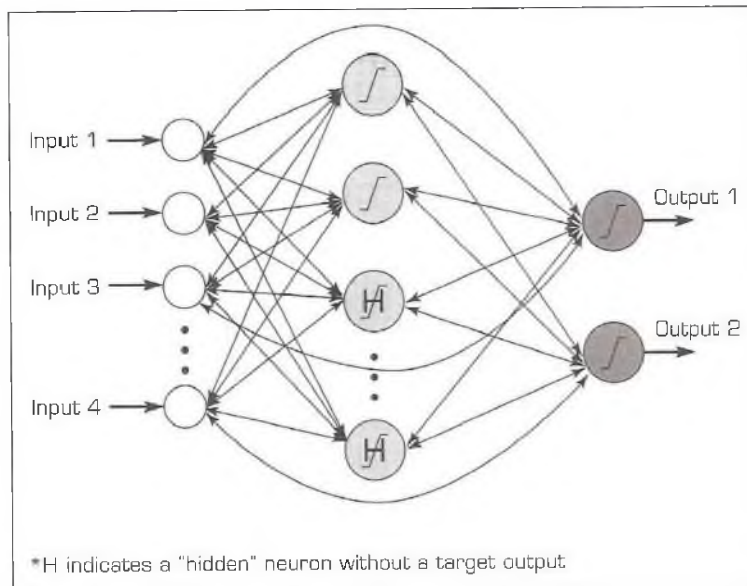 Input 1
Input 2
Input 3
Input 4
H
H
Output 1
Output 2
*H indicates a "hidden" neuron without a target output